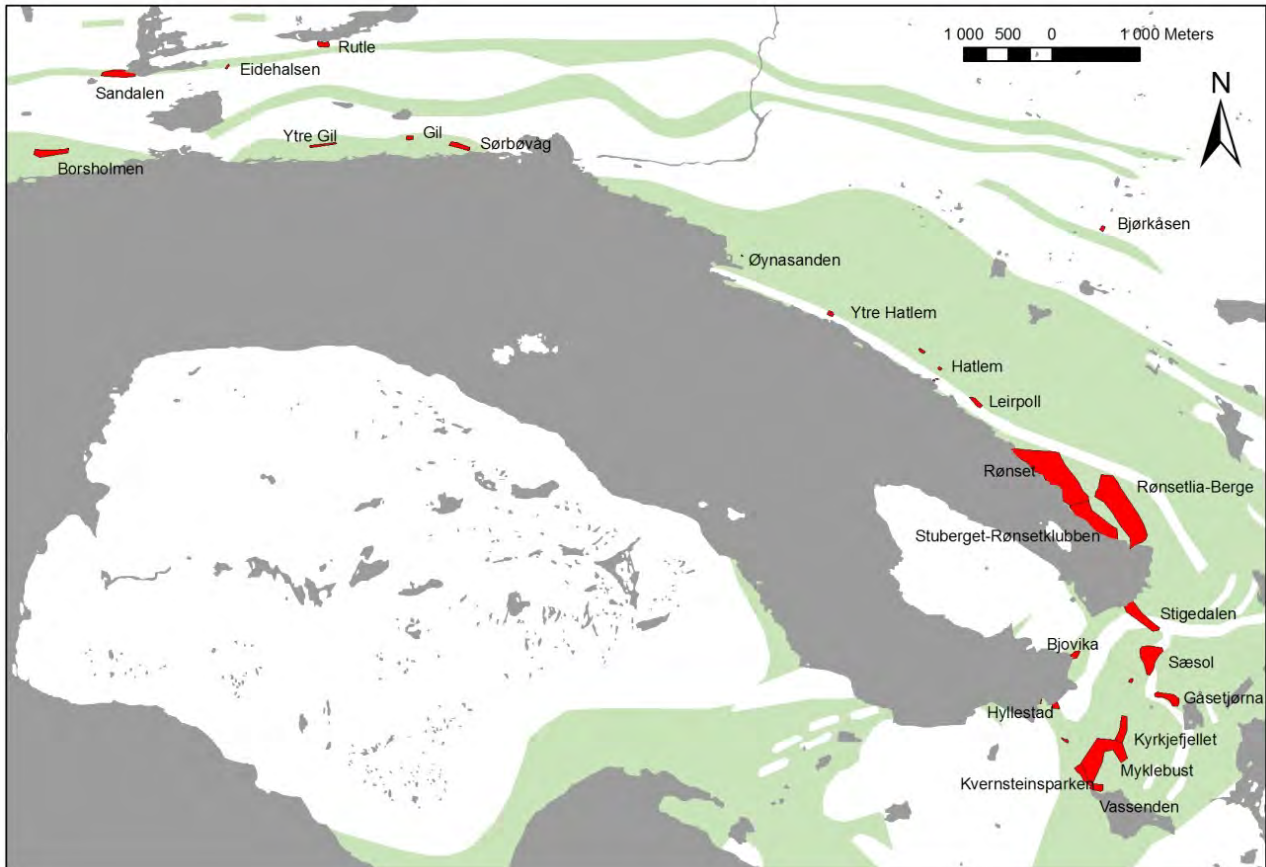 1 000 500 0 1 000 Meters
N
Rutle
Eidehalsen
Sandalen
Ytre Gil
Gil
Sørbøvåg
Borsholmen
Bjørkåsen
Øynasanden
Ytre Hatlem
Hatlem
Leirpoll
Rønset
Rønsetlia-Berge
Stuberget-Rønsetklubben
Stigedalen
Bjovika
Sæsol
Gåsetjørna
Hyllestad
Kyrkjefjellet
Myklebust
Kvernsteinsparken
Vassenden